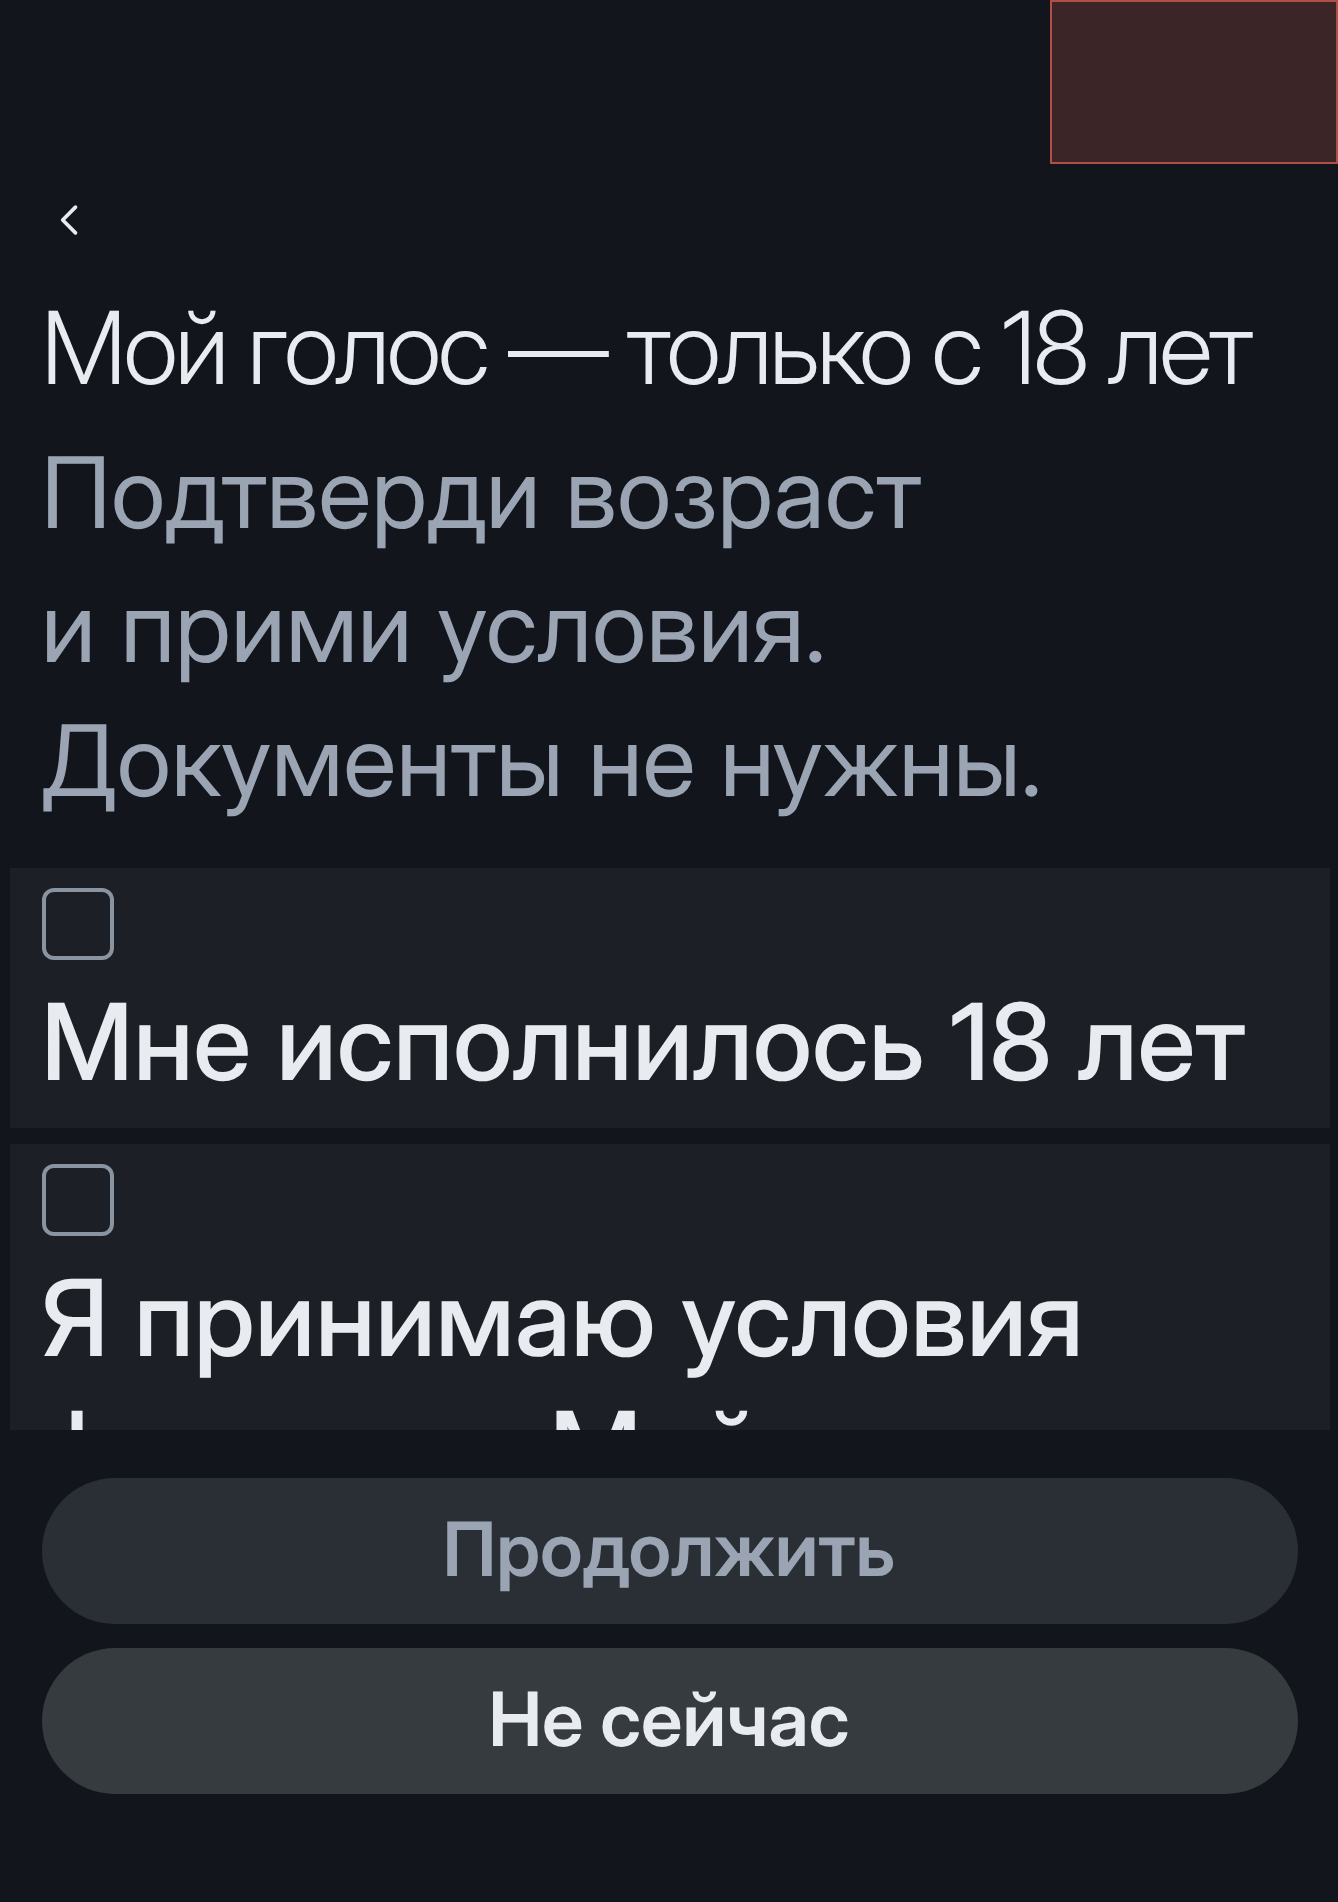 Мой голос — только с 18 лет
Подтверди возраст
и прими условия.
Документы не нужны.
Мне исполнилось 18 лет
Я принимаю условия
Продолжить
Не сейчас